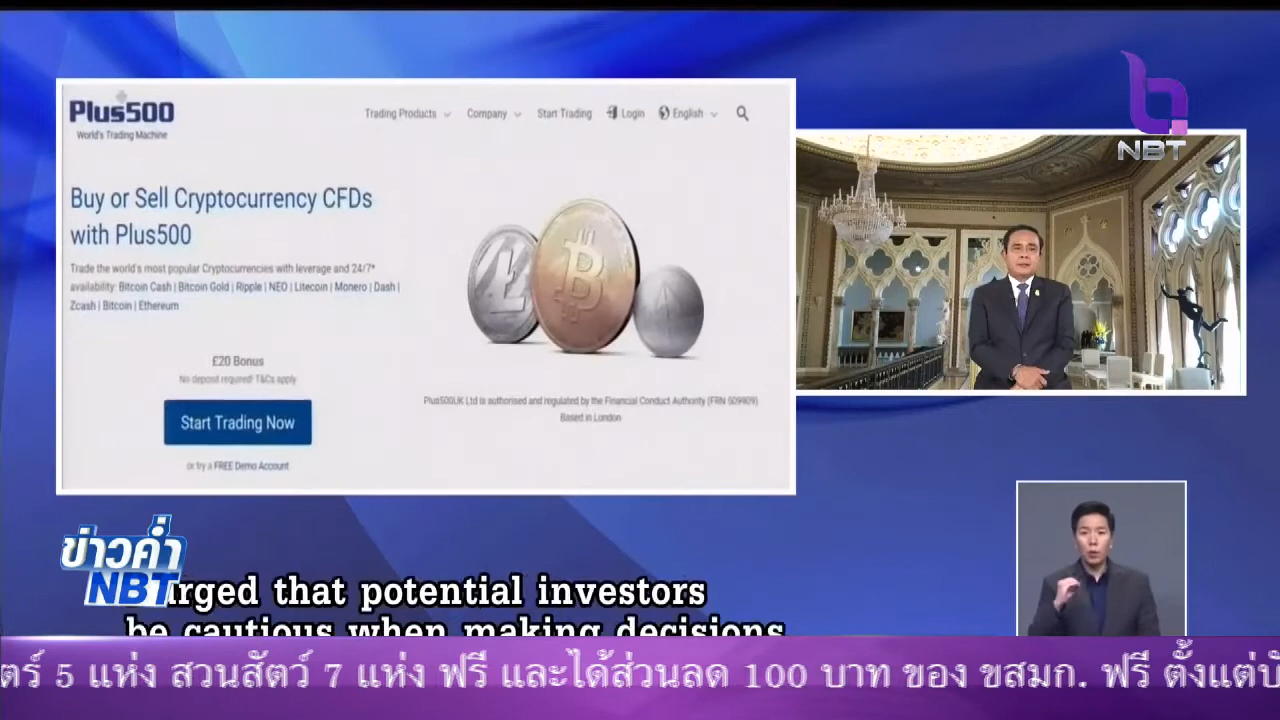 Plus500
World's Trading Machine
Trading Products Company Start Trading Login English
Buy or Sell Cryptocurrency CFDs
with Plus500
Trade the world's most popular Cryptocurrencies with leverage and 24/7*
availability: Bitcoin Cash | Bitcoin Gold | Ripple | NEO | Litecoin | Monero | Dash |
Zcash | Bitcoin | Ethereum
£20 Bonus
No deposit required! T&Cs apply
Start Trading Now
or try a FREE Demo Account
Plus500UK Ltd is authorised and regulated by the Financial Conduct Authority (FRN 509909)
Based in London
NBT
ข่าวค่ำ
NBT
urged that potential investors
be cautious when making decisions
5 แห่ง สวนสัตว์ 7 แห่ง ฟรี และได้ส่วนลด 100 บาท ของ ขสมก. ฟรี ตั้งแต่